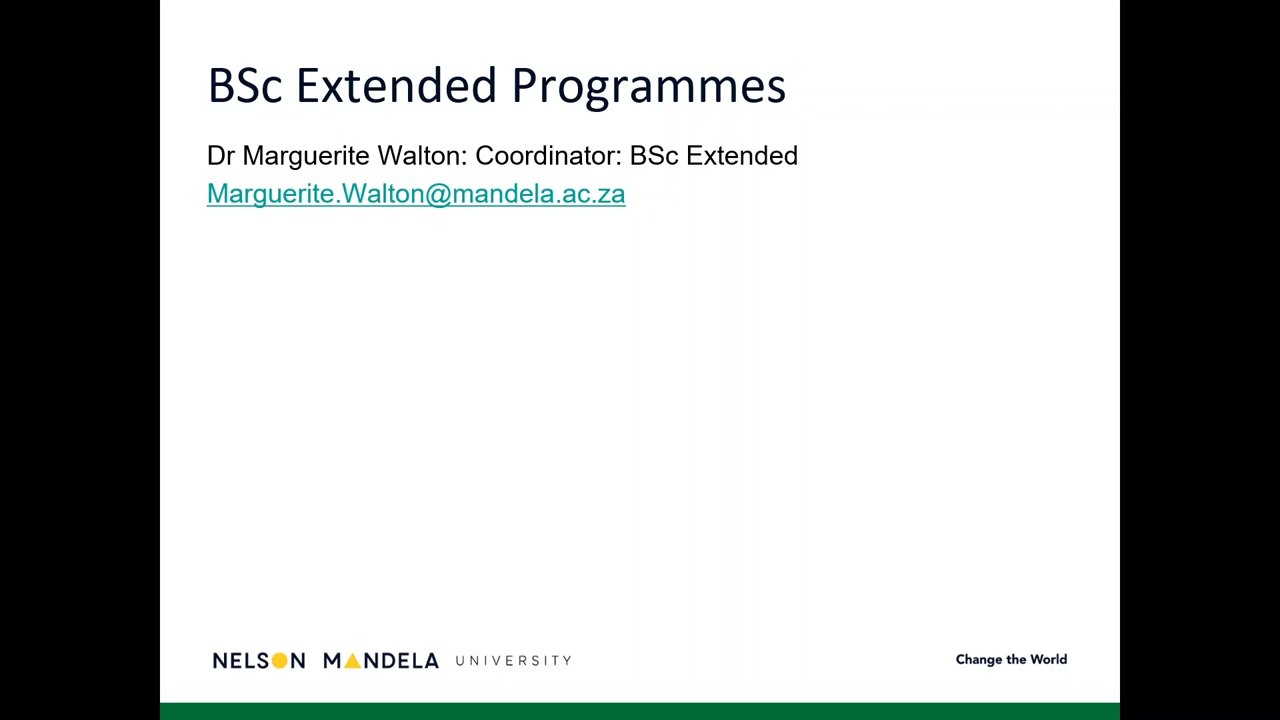 BSc Extended Programmes
Dr Marguerite Walton: Coordinator: BSc Extended
Marguerite.Walton@mandela.ac.za
NELSON MANDELA UNIVERSITY
Change the World